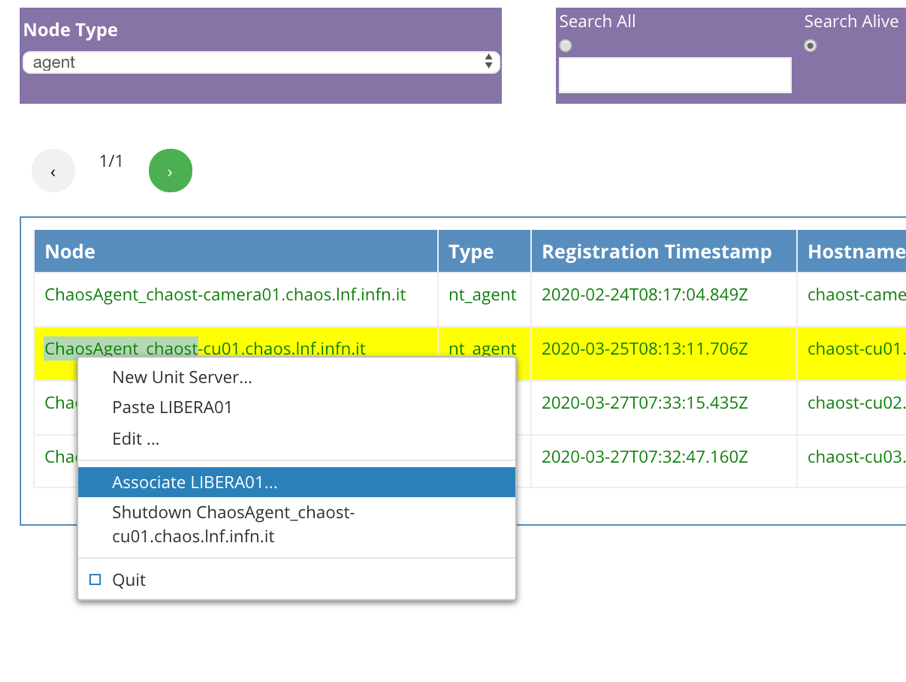 Node Type
agent
Search All
Search Alive
‹ 1/1 ›
Node Type Registration Timestamp Hostname
ChaosAgent_chaost-camera01.chaos.lnf.infn.it nt_agent 2020-02-24T08:17:04.849Z chaost-came
ChaosAgent_chaost-cu01.chaos.lnf.infn.it nt_agent 2020-03-25T08:13:11.706Z chaost-cu01.
Cha 2020-03-27T07:33:15.435Z chaost-cu02.
Cha 2020-03-27T07:32:47.160Z chaost-cu03.
New Unit Server...
Paste LIBERA01
Edit ...
Associate LIBERA01...
Shutdown ChaosAgent_chaost-
cu01.chaos.lnf.infn.it
Quit